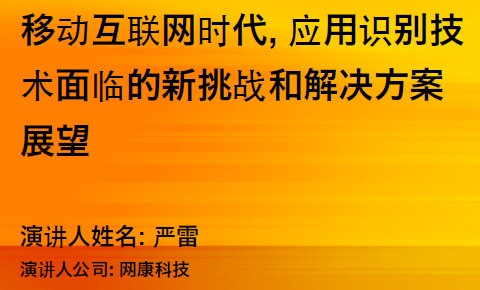 移动互联网时代, 应用识别技
术面临的新挑战和解决方案
展望
演讲人姓名: 严雷
演讲人公司: 网康科技